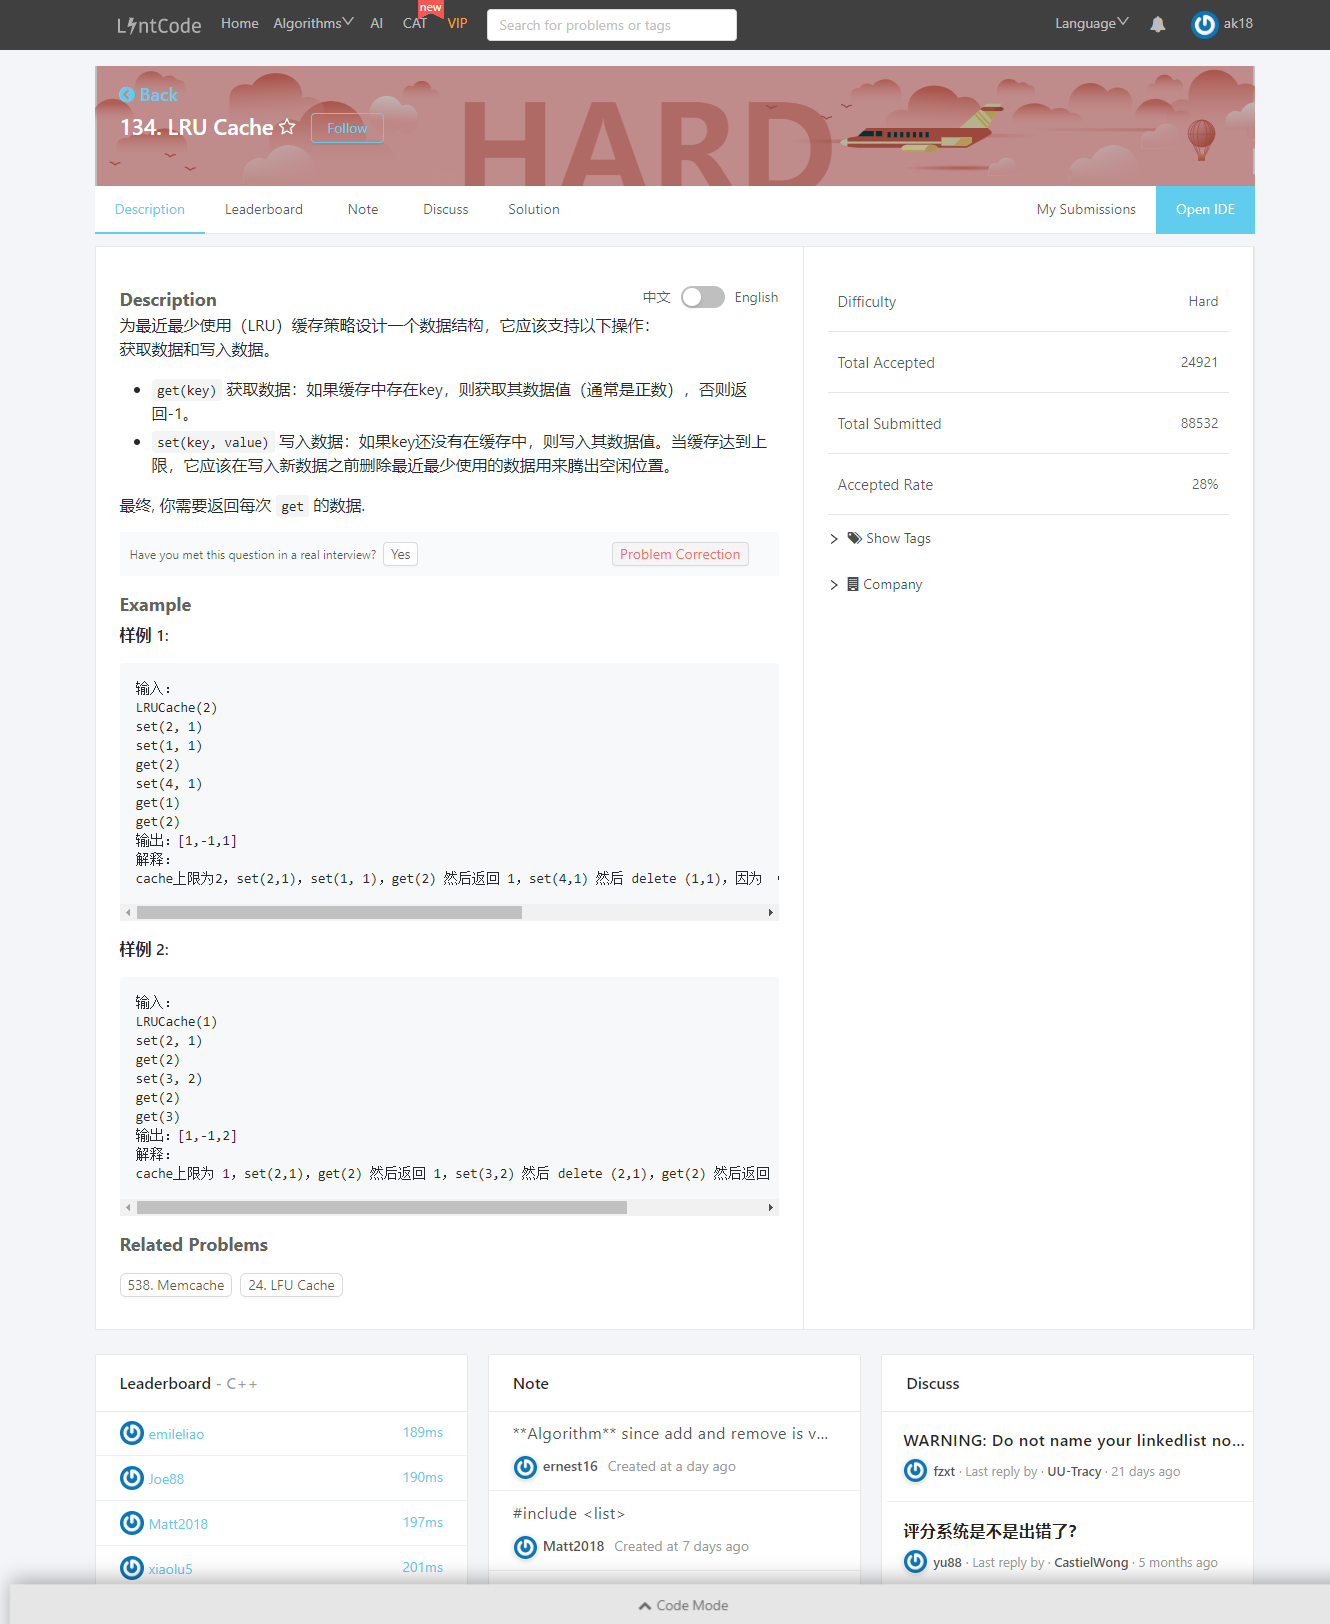 LintCode
Home
Algorithms
AI
CAT
new
VIP
Search for problems or tags
Language
ak18
Back
134. LRU Cache
Follow
HARD
Description
Leaderboard
Note
Discuss
Solution
My Submissions
Open IDE
Description
中文
English
为最近最少使用（LRU）缓存策略设计一个数据结构，它应该支持以下操作：
获取数据和写入数据。
get(key) 获取数据：如果缓存中存在key，则获取其数据值（通常是正数），否则返
回-1。
set(key, value) 写入数据：如果key还没有在缓存中，则写入其数据值。当缓存达到上
限，它应该在写入新数据之前删除最近最少使用的数据用来腾出空闲位置。
最终, 你需要返回每次 get 的数据.
Have you met this question in a real interview?
Yes
Problem Correction
Example
样例 1:
输入：
LRUCache(2)
set(2, 1)
set(1, 1)
get(2)
set(4, 1)
get(1)
get(2)
输出：[1,-1,1]
解释：
cache上限为2，set(2,1)，set(1, 1)，get(2) 然后返回 1，set(4,1) 然后 delete (1,1)，因为
样例 2:
输入：
LRUCache(1)
set(2, 1)
get(2)
set(3, 2)
get(2)
get(3)
输出：[1,-1,2]
解释：
cache上限为 1，set(2,1)，get(2) 然后返回 1，set(3,2) 然后 delete (2,1)，get(2) 然后返回
Related Problems
538. Memcache
24. LFU Cache
Difficulty
Hard
Total Accepted
24921
Total Submitted
88532
Accepted Rate
28%
Show Tags
Company
Leaderboard - C++
emileliao
189ms
Joe88
190ms
Matt2018
197ms
xiaolu5
201ms
Note
**Algorithm** since add and remove is v...
ernest16 Created at a day ago
#include <list>
Matt2018 Created at 7 days ago
Discuss
WARNING: Do not name your linkedlist no...
fzxt · Last reply by · UU-Tracy · 21 days ago
评分系统是不是出错了?
yu88 · Last reply by · CastielWong · 5 months ago
Code Mode